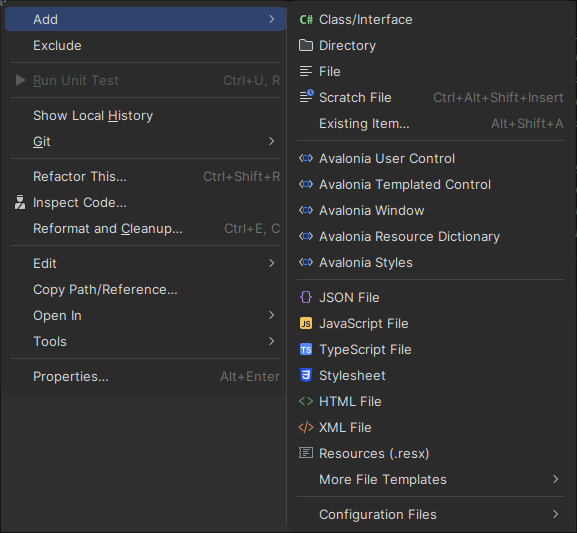 Add
Exclude
Run Unit Test Ctrl+U, R
Show Local History
Git
Refactor This... Ctrl+Shift+R
Inspect Code...
Reformat and Cleanup... Ctrl+E, C
Edit
Copy Path/Reference...
Open In
Tools
Properties... Alt+Enter
C# Class/Interface
Directory
File
Scratch File Ctrl+Alt+Shift+Insert
Existing Item... Alt+Shift+A
Avalonia User Control
Avalonia Templated Control
Avalonia Window
Avalonia Resource Dictionary
Avalonia Styles
{} JSON File
JS JavaScript File
TS TypeScript File
Stylesheet
<> HTML File
</> XML File
Resources (.resx)
More File Templates
Configuration Files